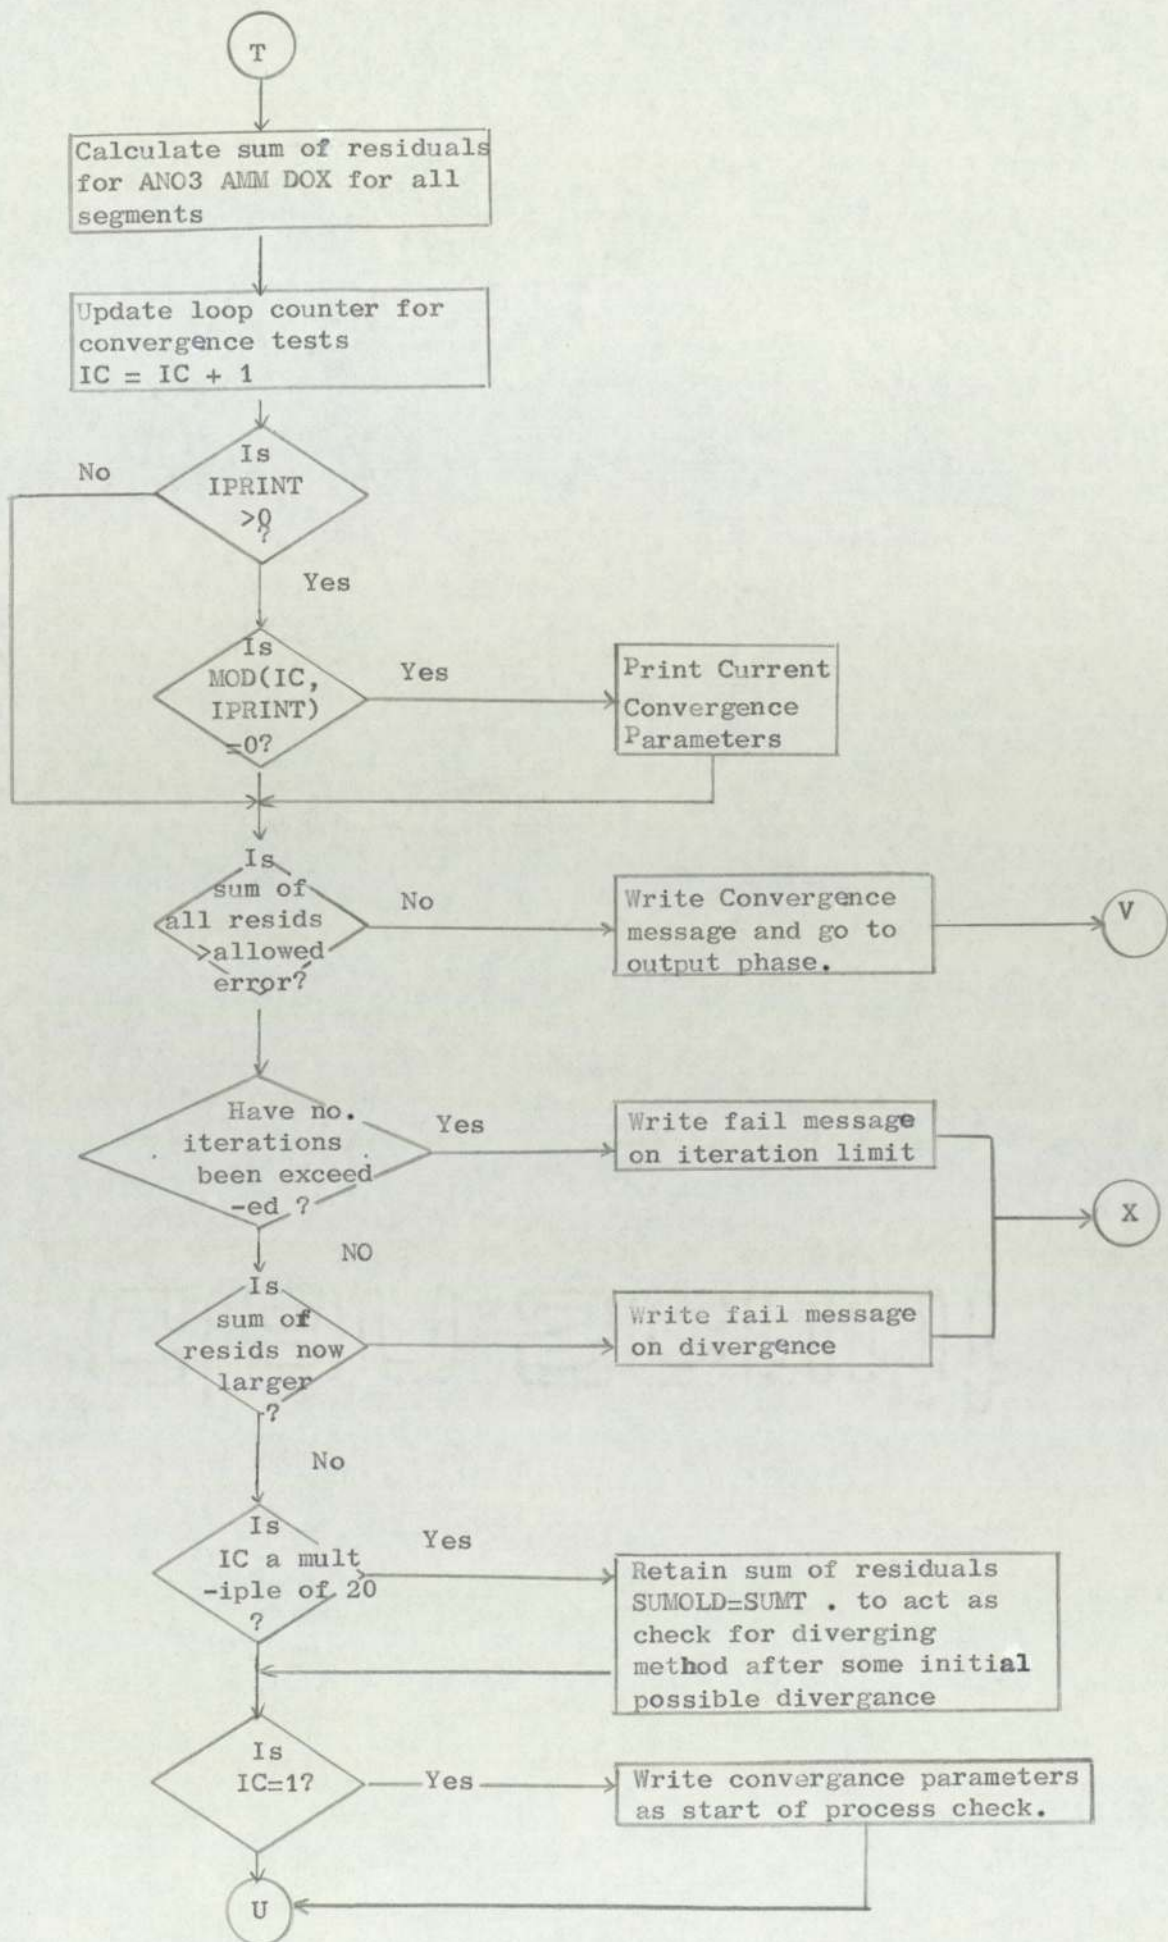 T
Calculate sum of residuals
for ANO3 AMM DOX for all
segments
Update loop counter for
convergence tests
IC = IC + 1
Is
IPRINT
>0
?
No
Yes
Is
MOD(IC,
IPRINT)
=0?
Yes
Print Current
Convergence
Parameters
Is
sum of
all resids
>allowed
error?
No
Write Convergence
message and go to
output phase.
V
Have no.
iterations
been exceed
-ed ?
Yes
Write fail message
on iteration limit
X
NO
Is
sum of
resids now
larger
?
Write fail message
on divergence
No
Is
IC a mult
-iple of 20
?
Yes
Retain sum of residuals
SUMOLD=SUMT . to act as
check for diverging
method after some initial
possible divergance
Is
IC=1?
Yes
Write convergance parameters
as start of process check.
U